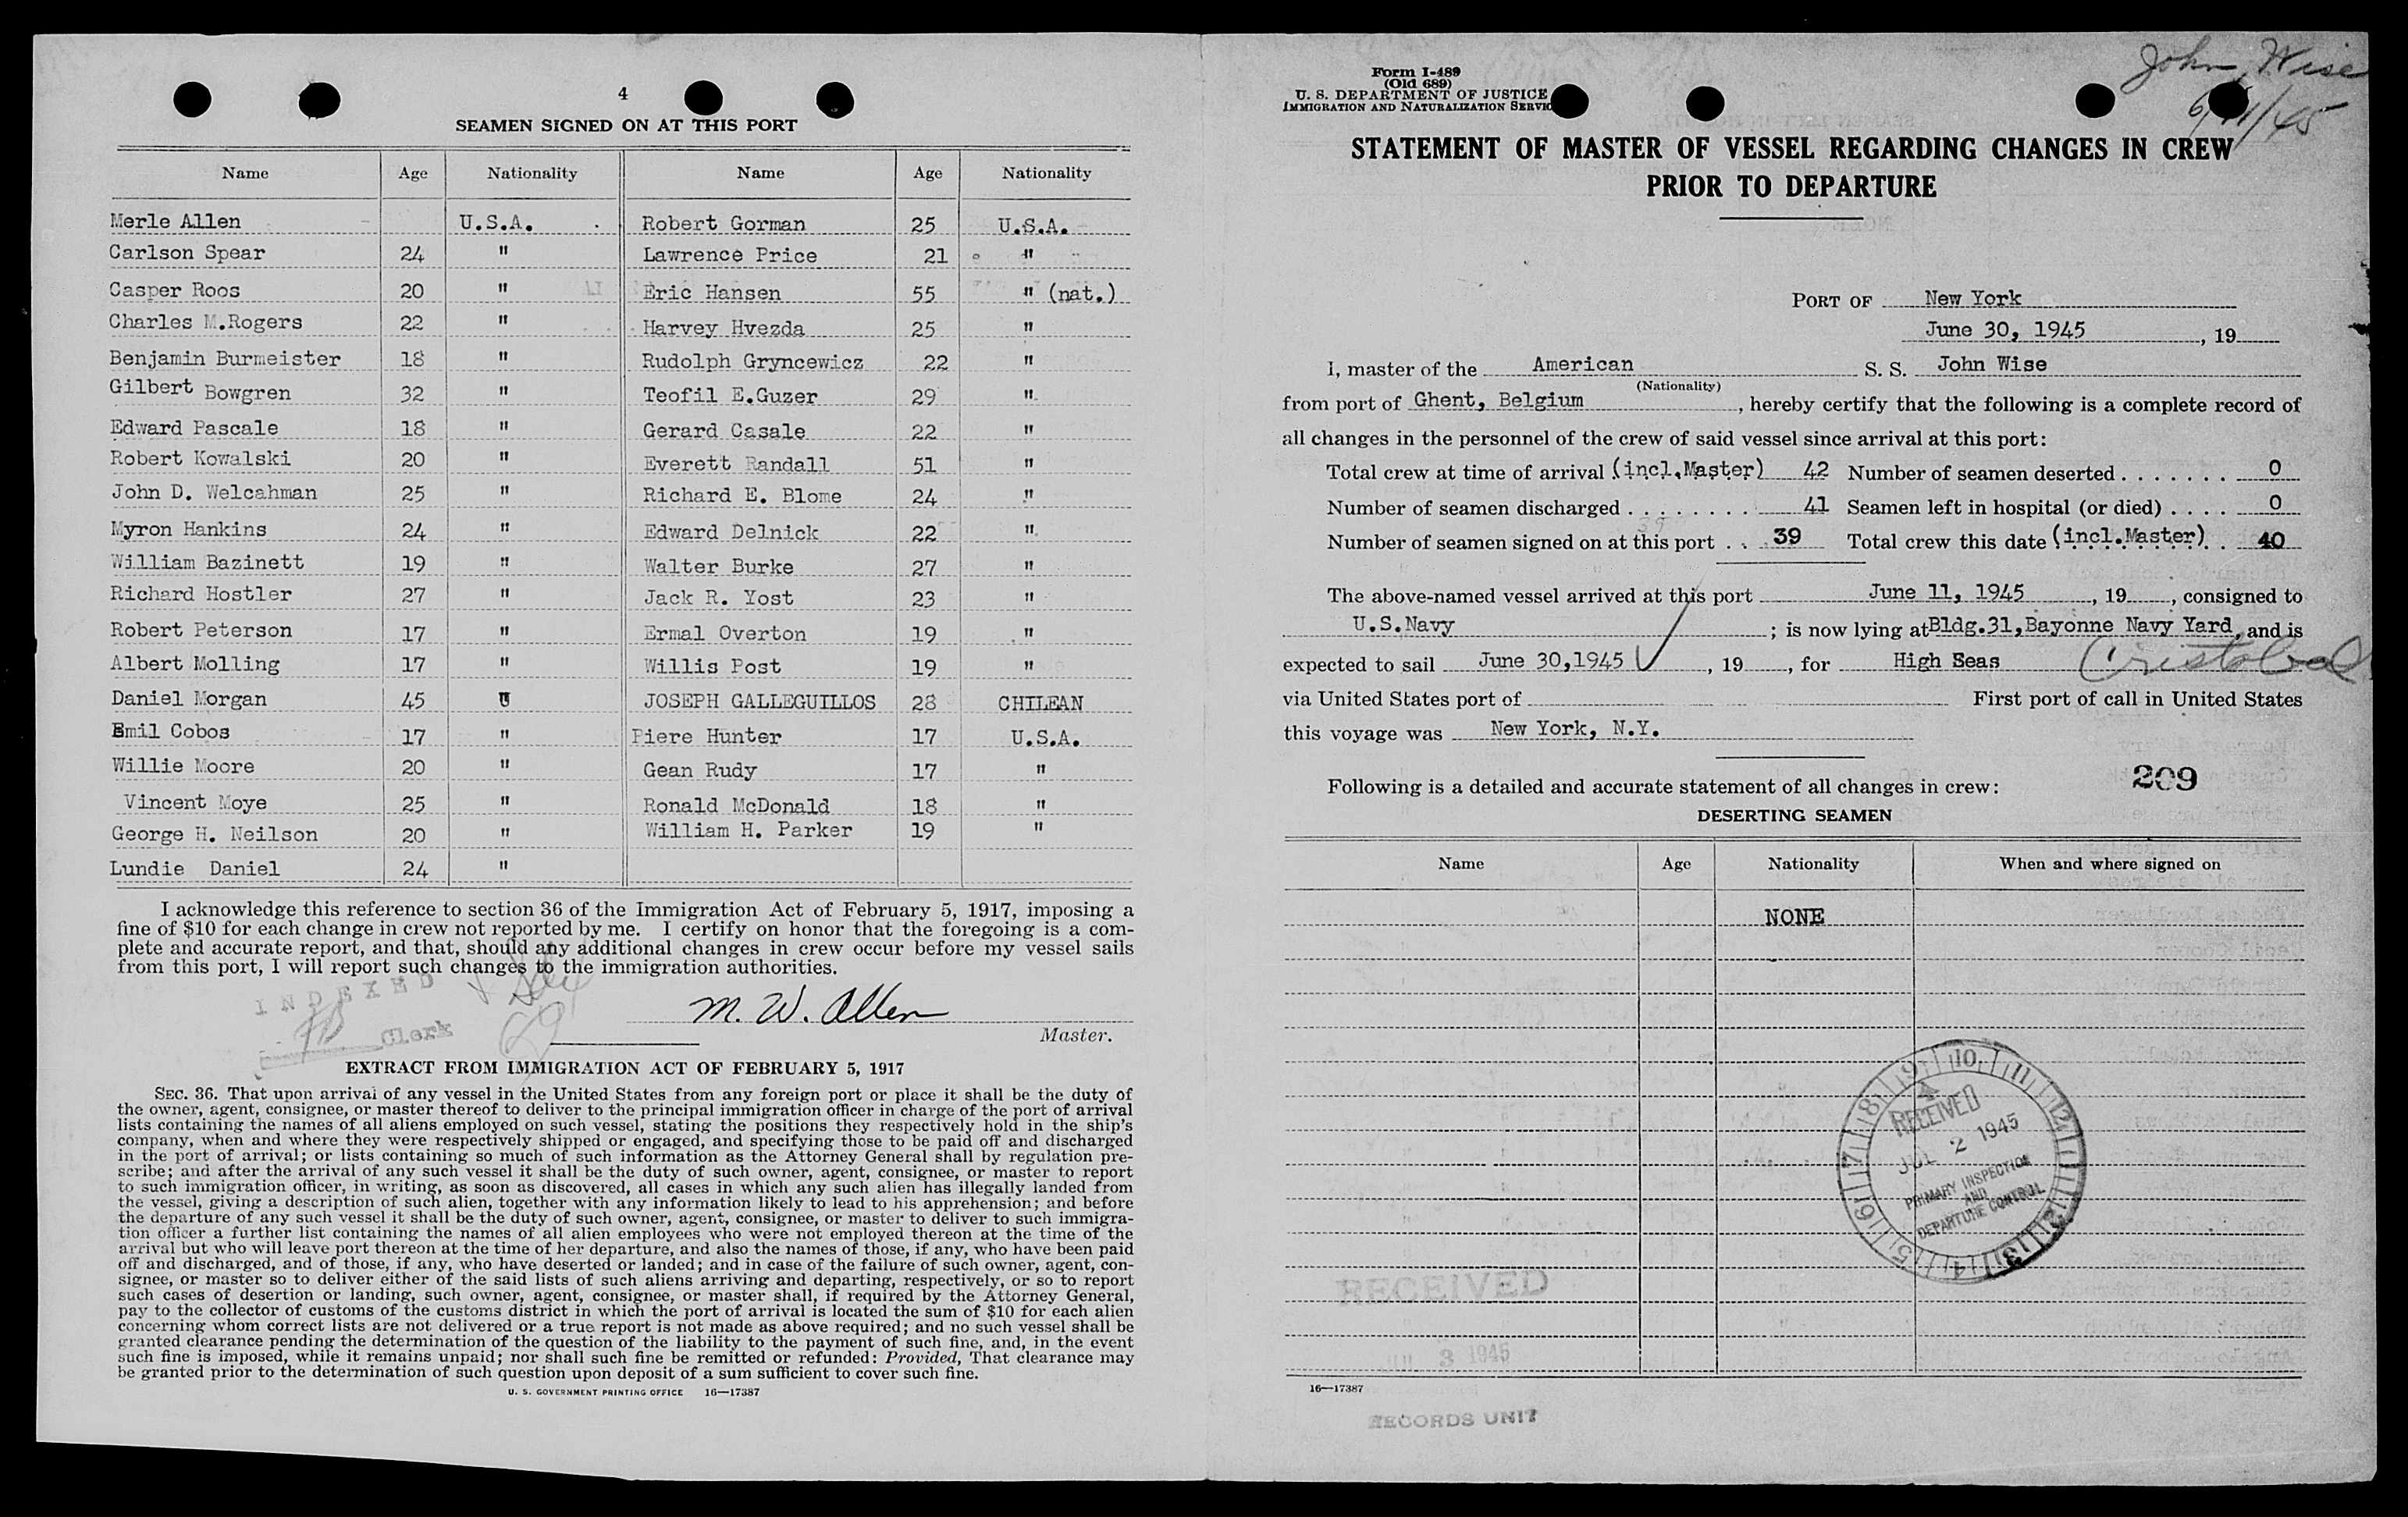 4
SEAMEN SIGNED ON AT THIS PORT
Name Age Nationality Name Age Nationality
Merle Allen U.S.A. Robert Gorman 25 U.S.A.
Carlson Spear 24 " Lawrence Price 21 "
Casper Roos 20 " Eric Hansen 55 " (nat.)
Charles M.Rogers 22 " Harvey Hvezda 25 "
Benjamin Burmeister 18 " Rudolph Gryncewicz 22 "
Gilbert Bowgren 32 " Teofil E.Guzer 29 "
Edward Pascale 18 " Gerard Casale 22 "
Robert Kowalski 20 " Everett Randall 51 "
John D. Welcahman 25 " Richard E. Blome 24 "
Myron Hankins 24 " Edward Delnick 22 "
William Bazinett 19 " Walter Burke 27 "
Richard Hostler 27 " Jack R. Yost 23 "
Robert Peterson 17 " Ermal Overton 19 "
Albert Molling 17 " Willis Post 19 "
Daniel Morgan 45 " JOSEPH GALLEGUILLOS 28 CHILEAN
Emil Cobos 17 " Piere Hunter 17 U.S.A.
Willie Moore 20 " Gean Rudy 17 "
Vincent Moye 25 " Ronald McDonald 18 "
George H. Neilson 20 " William H. Parker 19 "
Lundie Daniel 24 "
I acknowledge this reference to section 36 of the Immigration Act of February 5, 1917, imposing a
fine of $10 for each change in crew not reported by me. I certify on honor that the foregoing is a com-
plete and accurate report, and that, should any additional changes in crew occur before my vessel sails
from this port, I will report such changes to the immigration authorities.
INDEXED
Clerk
M. W. Allen
Master.
EXTRACT FROM IMMIGRATION ACT OF FEBRUARY 5, 1917
SEC. 36. That upon arrival of any vessel in the United States from any foreign port or place it shall be the duty of
the owner, agent, consignee, or master thereof to deliver to the principal immigration officer in charge of the port of arrival
lists containing the names of all aliens employed on such vessel, stating the positions they respectively hold in the ship's
company, when and where they were respectively shipped or engaged, and specifying those to be paid off and discharged
in the port of arrival; or lists containing so much of such information as the Attorney General shall by regulation pre-
scribe; and after the arrival of any such vessel it shall be the duty of such owner, agent, consignee, or master to report
to such immigration officer, in writing, as soon as discovered, all cases in which any such alien has illegally landed from
the vessel, giving a description of such alien, together with any information likely to lead to his apprehension; and before
the departure of any such vessel it shall be the duty of such owner, agent, consignee, or master to deliver to such immigra-
tion officer a further list containing the names of all alien employees who were not employed thereon at the time of the
arrival but who will leave port thereon at the time of her departure, and also the names of those, if any, who have been paid
off and discharged, and of those, if any, who have deserted or landed; and in case of the failure of such owner, agent, con-
signee, or master so to deliver either of the said lists of such aliens arriving and departing, respectively, or so to report
such cases of desertion or landing, such owner, agent, consignee, or master shall, if required by the Attorney General,
pay to the collector of customs of the customs district in which the port of arrival is located the sum of $10 for each alien
concerning whom correct lists are not delivered or a true report is not made as above required; and no such vessel shall be
granted clearance pending the determination of the question of the liability to the payment of such fine, and, in the event
such fine is imposed, while it remains unpaid; nor shall such fine be remitted or refunded: Provided, That clearance may
be granted prior to the determination of such question upon deposit of a sum sufficient to cover such fine.
U. S. GOVERNMENT PRINTING OFFICE 16—17387
Form I-489
(Old 689)
U. S. DEPARTMENT OF JUSTICE
IMMIGRATION AND NATURALIZATION SERVIC
John Wise
6/11/45
STATEMENT OF MASTER OF VESSEL REGARDING CHANGES IN CREW
PRIOR TO DEPARTURE
PORT OF New York
June 30, 1945, 19
I, master of the American S. S. John Wise
(Nationality)
from port of Ghent, Belgium, hereby certify that the following is a complete record of
all changes in the personnel of the crew of said vessel since arrival at this port:
Total crew at time of arrival (incl.Master) 42 Number of seamen deserted . . . . . . . 0
Number of seamen discharged . . . . . . . . 41 Seamen left in hospital (or died) . . . . 0
Number of seamen signed on at this port . . 39 Total crew this date (incl.Master) . 40
The above-named vessel arrived at this port June 11, 1945, 19, consigned to
U.S.Navy; is now lying at Bldg.31,Bayonne Navy Yard, and is
expected to sail June 30,1945, 19, for High Seas Cristobal
via United States port of First port of call in United States
this voyage was New York, N.Y.
209
Following is a detailed and accurate statement of all changes in crew:
DESERTING SEAMEN
Name Age Nationality When and where signed on
NONE
9 10 11 12 1 2 3 4 5 6 7 8
RECEIVED
JUL 2 1945
PRIMARY INSPECTION
AND
DEPARTURE CONTROL
RECEIVED
JUL 3 1945
16—17387
RECORDS UNIT